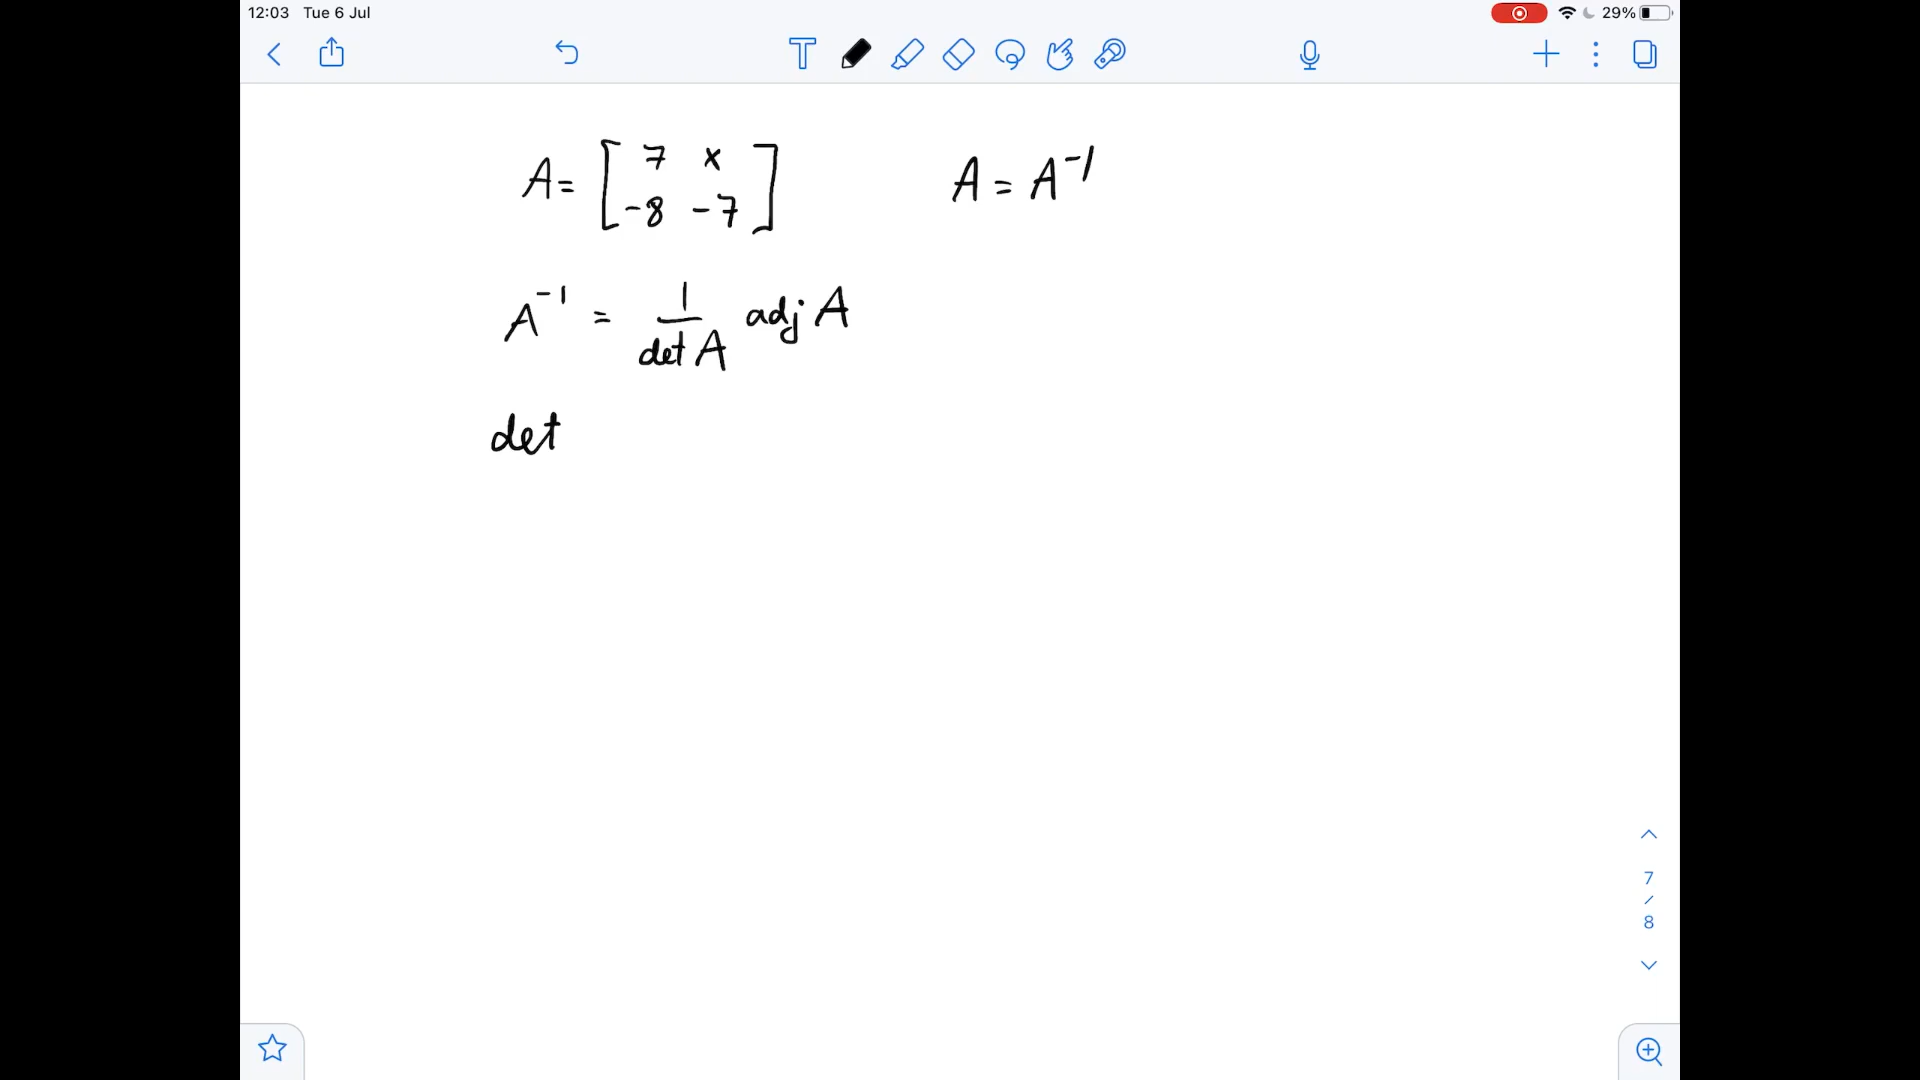 12:03 Tue 6 Jul 29%
T
A = [ 7 x
-8 -7 ] A = A⁻¹
A⁻¹ = 1/det A adj A
det
7
/
8